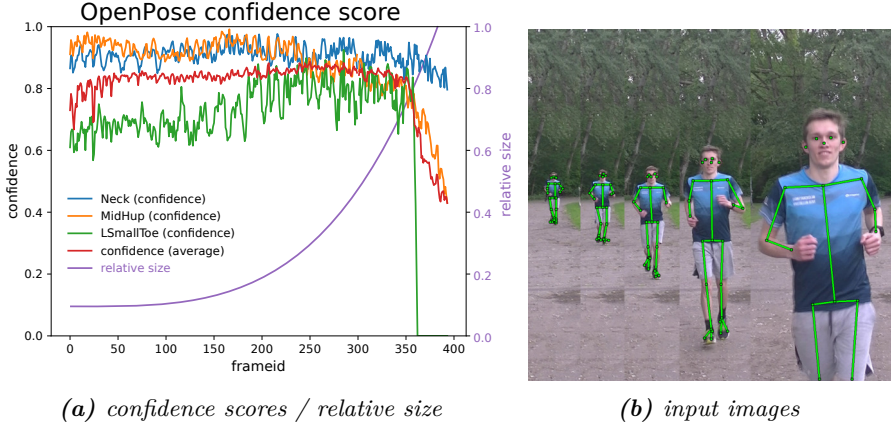 OpenPose confidence score
1.0
0.8
0.6
0.4
0.2
0.0
confidence
1.0
0.8
0.6
0.4
0.2
0.0
relative size
Neck (confidence)
MidHup (confidence)
LSmallToe (confidence)
confidence (average)
relative size
0 50 100 150 200 250 300 350 400
frameid
(a) confidence scores / relative size
(b) input images